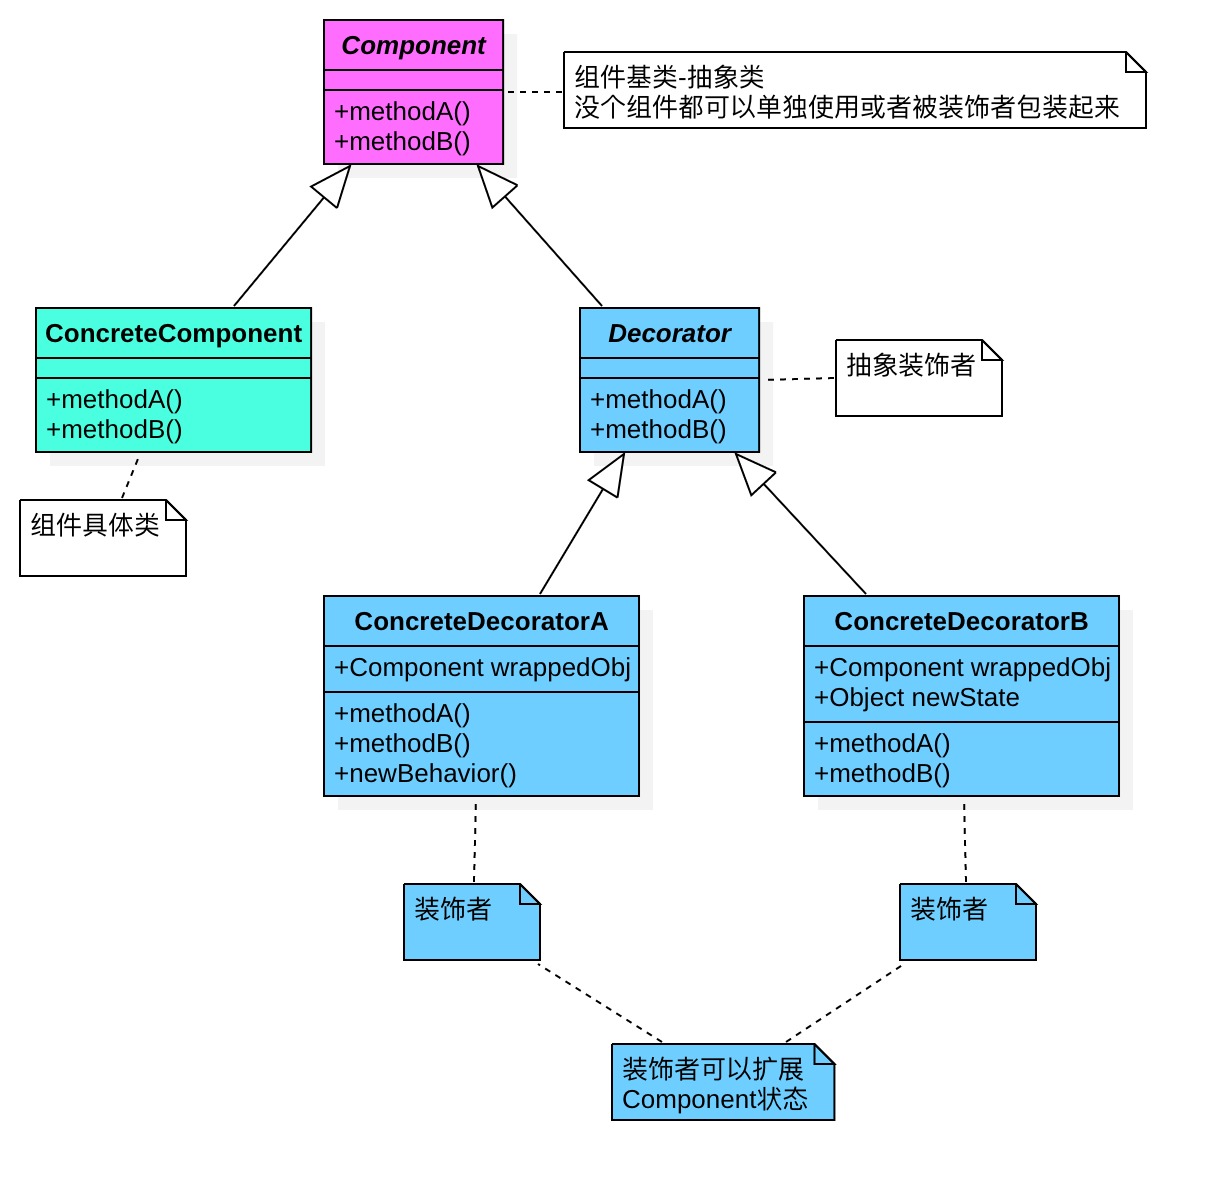 Component
+methodA()
+methodB()
组件基类-抽象类
没个组件都可以单独使用或者被装饰者包装起来
ConcreteComponent
+methodA()
+methodB()
Decorator
+methodA()
+methodB()
抽象装饰者
组件具体类
ConcreteDecoratorA
+Component wrappedObj
+methodA()
+methodB()
+newBehavior()
ConcreteDecoratorB
+Component wrappedObj
+Object newState
+methodA()
+methodB()
装饰者
装饰者
装饰者可以扩展
Component状态